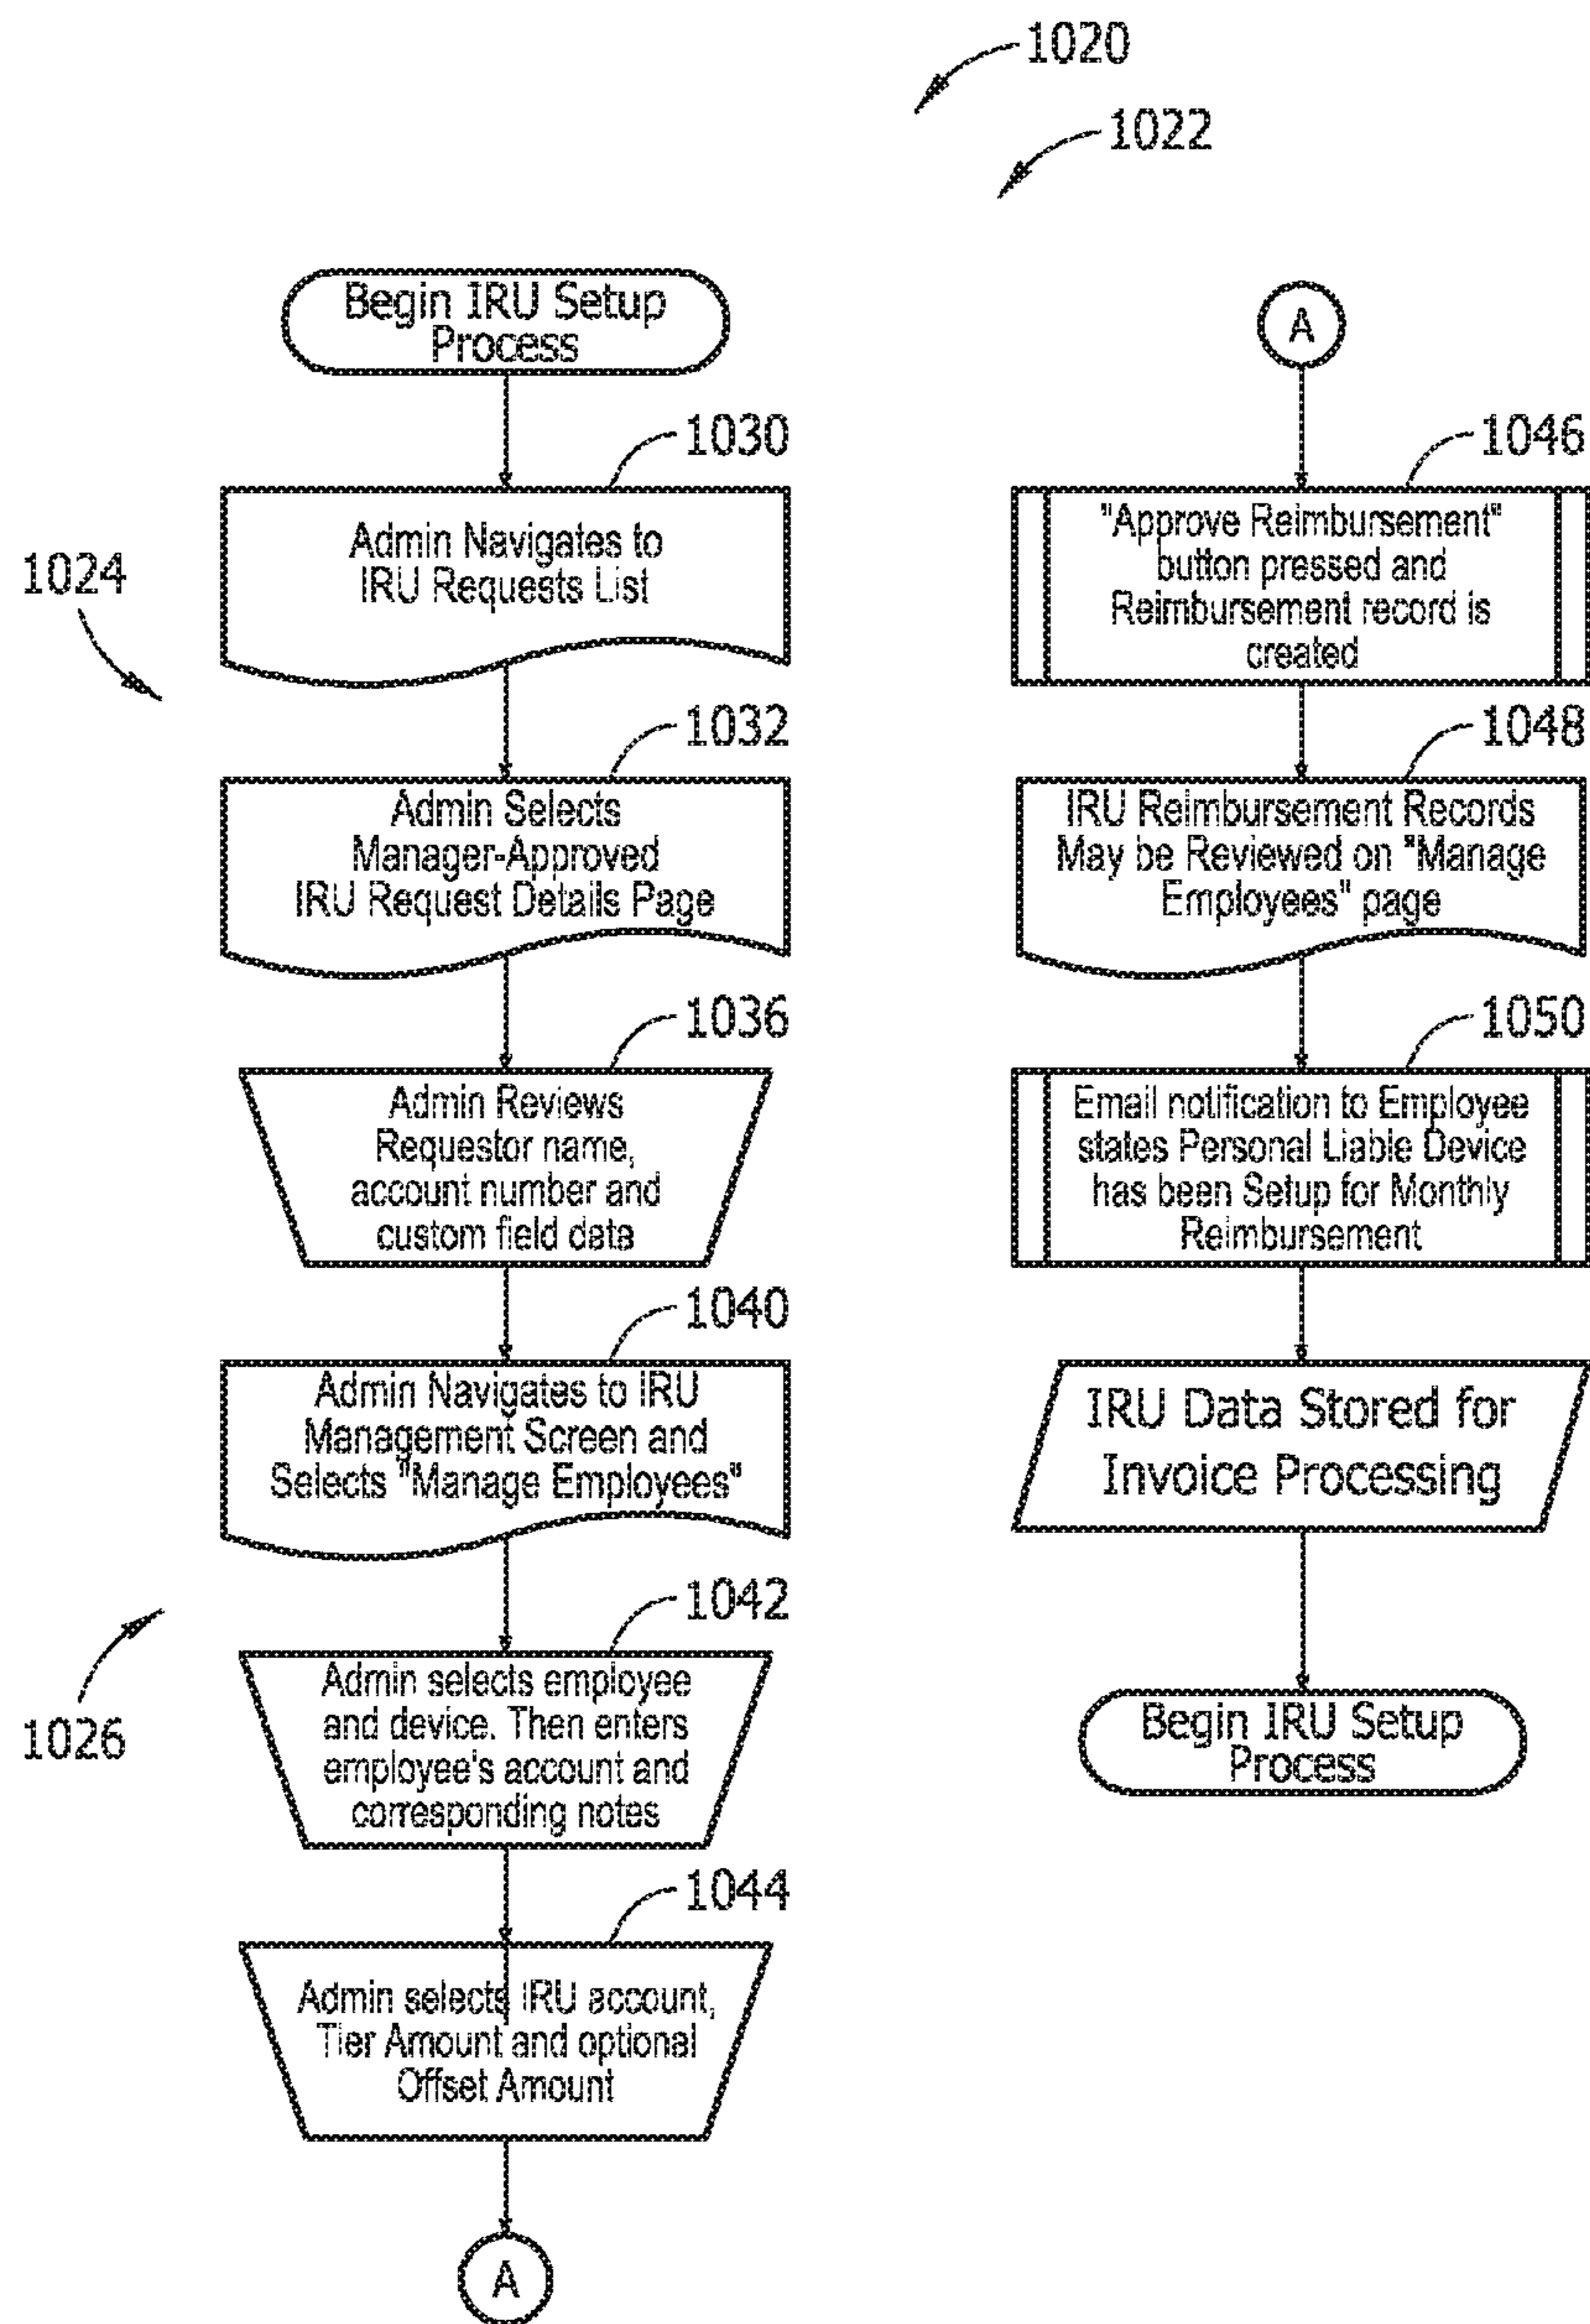 1020
1022
Begin IRU Setup
Process
1030
Admin Navigates to
IRU Requests List
1024
1032
Admin Selects
Manager-Approved
IRU Request Details Page
1036
Admin Reviews
Requestor name,
account number and
custom field data
1040
Admin Navigates to IRU
Management Screen and
Selects "Manage Employees"
1042
Admin selects employee
and device. Then enters
employee's account and
corresponding notes
1026
1044
Admin selects IRU account,
Tier Amount and optional
Offset Amount
A
A
1046
"Approve Reimbursement"
button pressed and
Reimbursement record is
created
1048
IRU Reimbursement Records
May be Reviewed on "Manage
Employees" page
1050
Email notification to Employee
states Personal Liable Device
has been Setup for Monthly
Reimbursement
IRU Data Stored for
Invoice Processing
Begin IRU Setup
Process